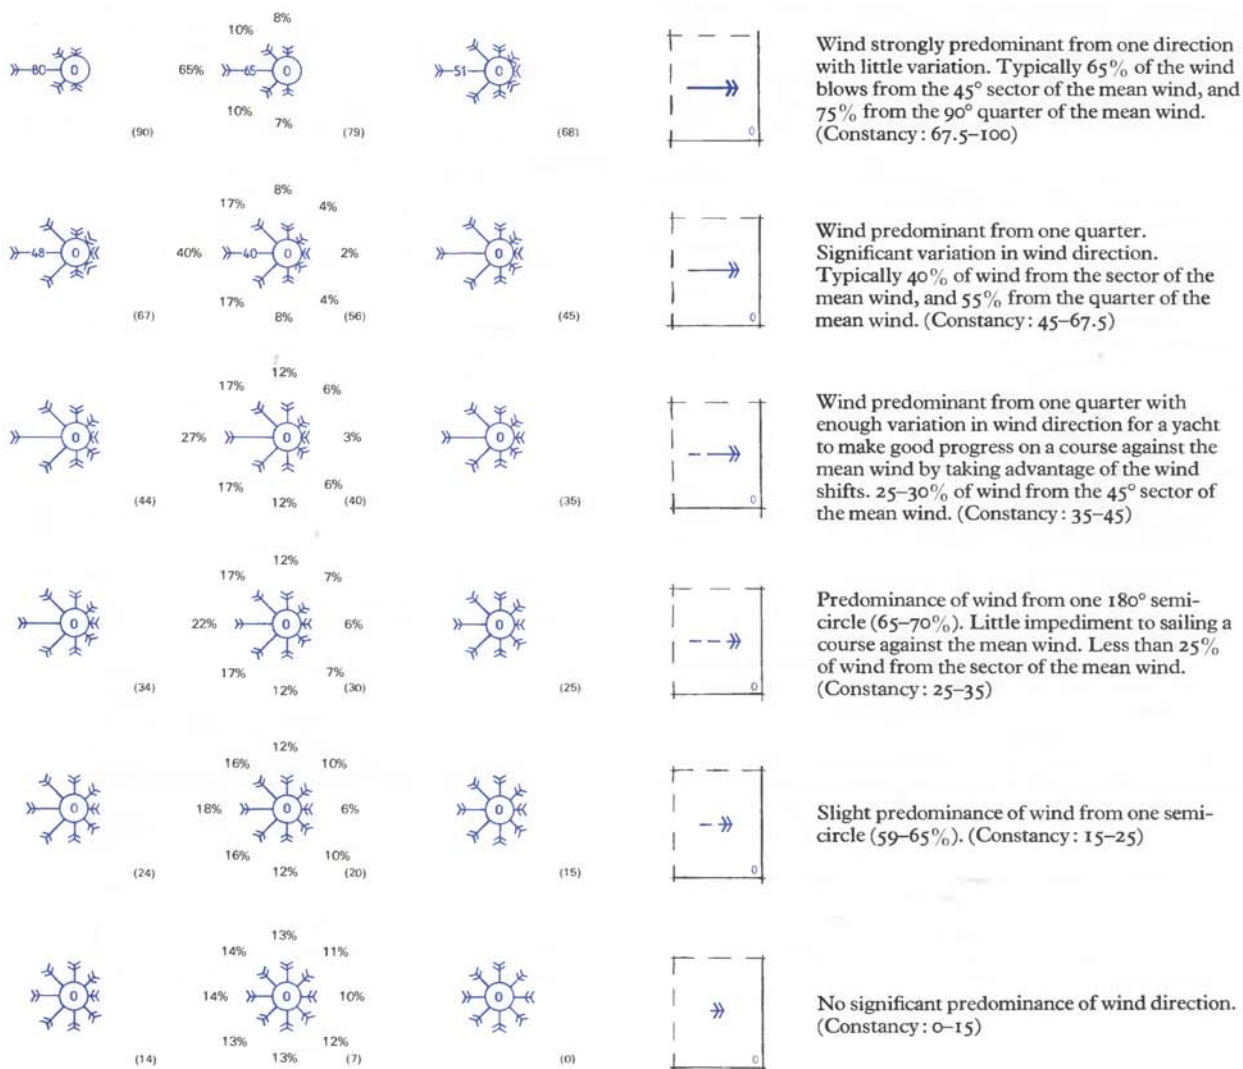 8%
10%
80 0 65% 65 0 51 0
10%
7%
(90) (79) (68)
0
Wind strongly predominant from one direction
with little variation. Typically 65% of the wind
blows from the 45° sector of the mean wind, and
75% from the 90° quarter of the mean wind.
(Constancy: 67.5–100)
8%
17% 4%
48 0 40% 40 0 2% 0
17% 4%
(67) 8% (56) (45)
0
Wind predominant from one quarter.
Significant variation in wind direction.
Typically 40% of wind from the sector of the
mean wind, and 55% from the quarter of the
mean wind. (Constancy: 45–67.5)
12%
17% 6%
0 27% 0 3% 0
17% 6%
(44) 12% (40) (35)
0
Wind predominant from one quarter with
enough variation in wind direction for a yacht
to make good progress on a course against the
mean wind by taking advantage of the wind
shifts. 25–30% of wind from the 45° sector of
the mean wind. (Constancy: 35–45)
12%
17% 7%
0 22% 0 6% 0
17% 7%
(34) 12% (30) (25)
0
Predominance of wind from one 180° semi-
circle (65–70%). Little impediment to sailing a
course against the mean wind. Less than 25%
of wind from the sector of the mean wind.
(Constancy: 25–35)
12%
16% 10%
0 18% 0 6% 0
16% 10%
(24) 12% (20) (15)
0
Slight predominance of wind from one semi-
circle (59–65%). (Constancy: 15–25)
13%
14% 11%
0 14% 0 10% 0
13% 12%
(14) 13% (7) (0)
0
No significant predominance of wind direction.
(Constancy: 0–15)